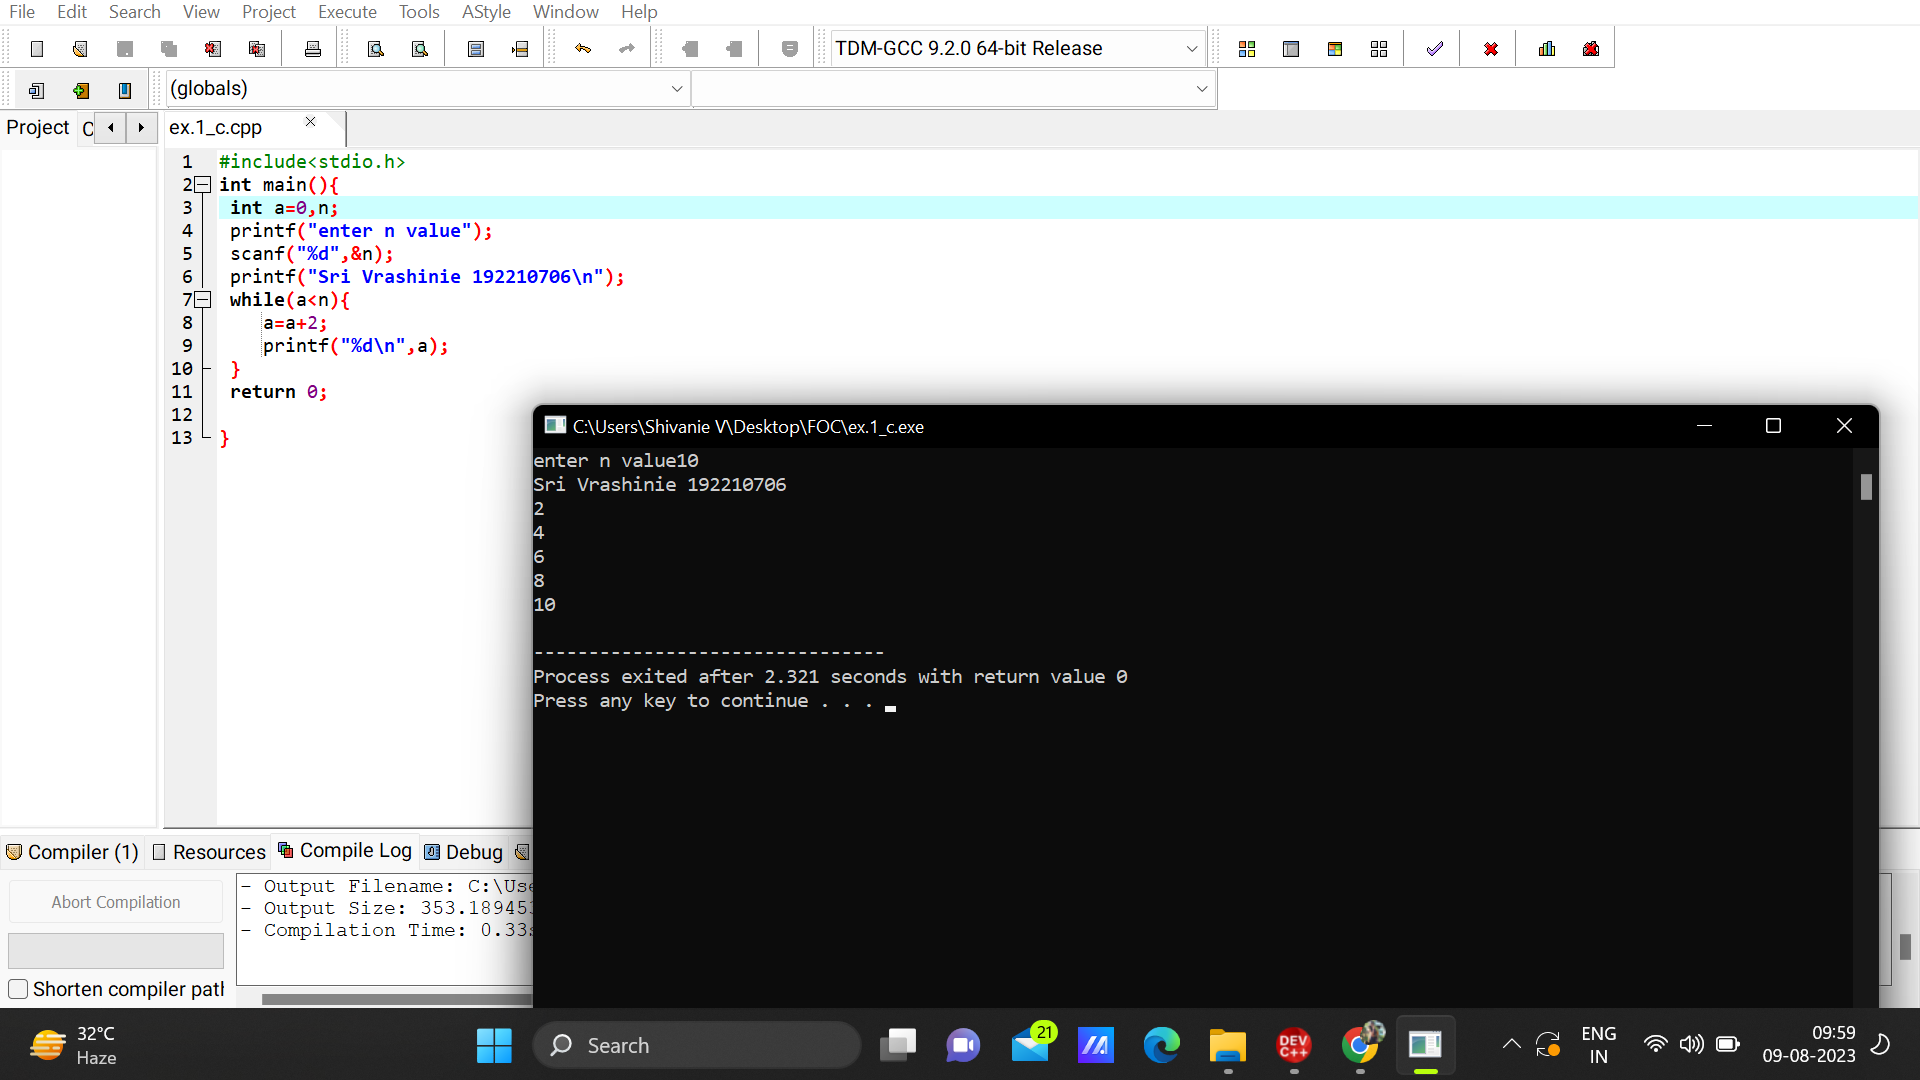 File Edit Search View Project Execute Tools AStyle Window Help
TDM-GCC 9.2.0 64-bit Release
(globals)
Project
ex.1_c.cpp
1 #include<stdio.h>
2 int main(){
3 int a=0,n;
4 printf("enter n value");
5 scanf("%d",&n);
6 printf("Sri Vrashinie 192210706\n");
7 while(a<n){
8 a=a+2;
9 printf("%d\n",a);
10 }
11 return 0;
12
13 }
C:\Users\Shivanie V\Desktop\FOC\ex.1_c.exe
enter n value10
Sri Vrashinie 192210706
2
4
6
8
10
--------------------------------
Process exited after 2.321 seconds with return value 0
Press any key to continue . . .
Compiler (1) Resources Compile Log Debug
Abort Compilation
Shorten compiler
- Output Filename: C:\Use
- Output Size: 353.189453
- Compilation Time: 0.33s
32°C
Haze
Search
21
DEV
C++
ENG
IN
09:59
09-08-2023